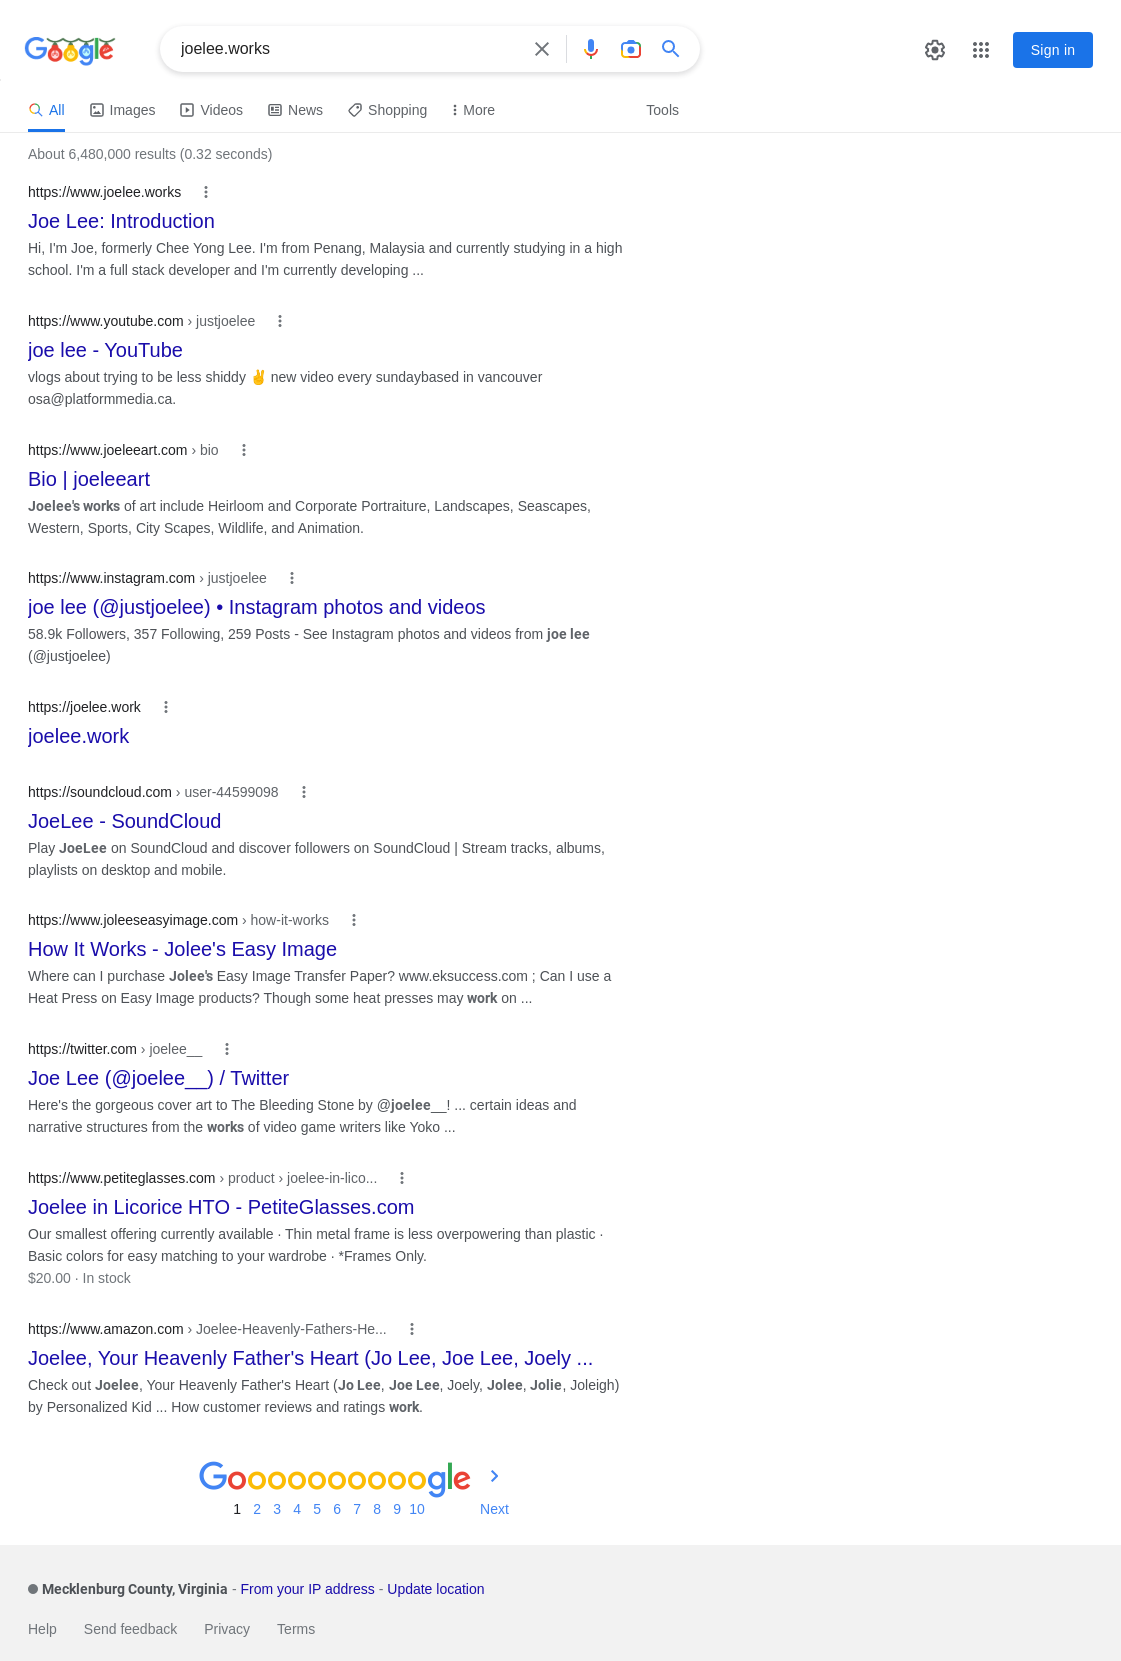 Google
joelee.works
Sign in
All Images Videos News Shopping More Tools
About 6,480,000 results (0.32 seconds)
https://www.joelee.works
Joe Lee: Introduction
Hi, I'm Joe, formerly Chee Yong Lee. I'm from Penang, Malaysia and currently studying in a high
school. I'm a full stack developer and I'm currently developing ...
https://www.youtube.com › justjoelee
joe lee - YouTube
vlogs about trying to be less shiddy ✌ new video every sundaybased in vancouver
osa@platformmedia.ca.
https://www.joeleeart.com › bio
Bio | joeleeart
Joelee's works of art include Heirloom and Corporate Portraiture, Landscapes, Seascapes,
Western, Sports, City Scapes, Wildlife, and Animation.
https://www.instagram.com › justjoelee
joe lee (@justjoelee) • Instagram photos and videos
58.9k Followers, 357 Following, 259 Posts - See Instagram photos and videos from joe lee
(@justjoelee)
https://joelee.work
joelee.work
https://soundcloud.com › user-44599098
JoeLee - SoundCloud
Play JoeLee on SoundCloud and discover followers on SoundCloud | Stream tracks, albums,
playlists on desktop and mobile.
https://www.joleeseasyimage.com › how-it-works
How It Works - Jolee's Easy Image
Where can I purchase Jolee's Easy Image Transfer Paper? www.eksuccess.com ; Can I use a
Heat Press on Easy Image products? Though some heat presses may work on ...
https://twitter.com › joelee__
Joe Lee (@joelee__) / Twitter
Here's the gorgeous cover art to The Bleeding Stone by @joelee__! ... certain ideas and
narrative structures from the works of video game writers like Yoko ...
https://www.petiteglasses.com › product › joelee-in-lico...
Joelee in Licorice HTO - PetiteGlasses.com
Our smallest offering currently available · Thin metal frame is less overpowering than plastic ·
Basic colors for easy matching to your wardrobe · *Frames Only.
$20.00 · In stock
https://www.amazon.com › Joelee-Heavenly-Fathers-He...
Joelee, Your Heavenly Father's Heart (Jo Lee, Joe Lee, Joely ...
Check out Joelee, Your Heavenly Father's Heart (Jo Lee, Joe Lee, Joely, Jolee, Jolie, Joleigh)
by Personalized Kid ... How customer reviews and ratings work.
Goooooooooogle
1 2 3 4 5 6 7 8 9 10 Next
Mecklenburg County, Virginia - From your IP address - Update location
Help Send feedback Privacy Terms